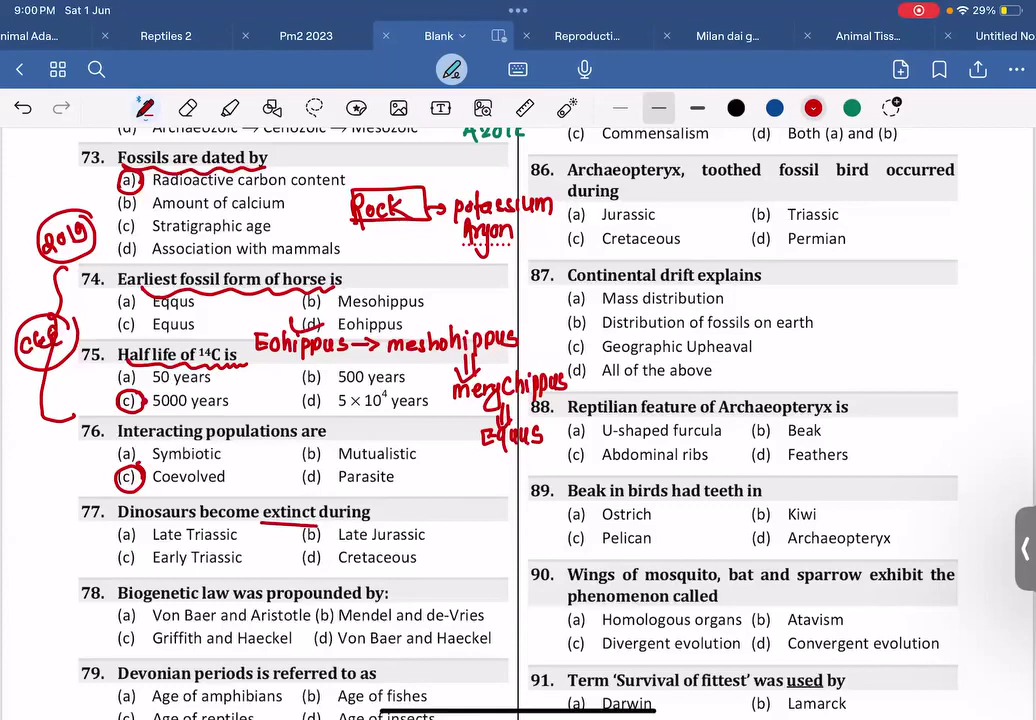 9:00 PM Sat 1 Jun
29%
nimal Ada...
Reptiles 2
Pm2 2023
Blank
Reproducti...
Milan dai g...
Animal Tiss...
Untitled No
(d) Archaeozoic → Cenozoic → Mesozoic
Azoic
73. Fossils are dated by
(a) Radioactive carbon content
(b) Amount of calcium
(c) Stratigraphic age
(d) Association with mammals
Rock → potassium
Aryon
2019
74. Earliest fossil form of horse is
(a) Eqqus (b) Mesohippus
(c) Equus (d) Eohippus
Eohippus → meshohippus
merychippus
Equus
CEE
75. Half life of ¹⁴C is
(a) 50 years (b) 500 years
(c) 5000 years (d) 5 × 10⁴ years
76. Interacting populations are
(a) Symbiotic (b) Mutualistic
(c) Coevolved (d) Parasite
77. Dinosaurs become extinct during
(a) Late Triassic (b) Late Jurassic
(c) Early Triassic (d) Cretaceous
78. Biogenetic law was propounded by:
(a) Von Baer and Aristotle (b) Mendel and de-Vries
(c) Griffith and Haeckel (d) Von Baer and Haeckel
79. Devonian periods is referred to as
(a) Age of amphibians (b) Age of fishes
(c) Age of reptiles (d) Age of insects
(c) Commensalism (d) Both (a) and (b)
86. Archaeopteryx, toothed fossil bird occurred
during
(a) Jurassic (b) Triassic
(c) Cretaceous (d) Permian
87. Continental drift explains
(a) Mass distribution
(b) Distribution of fossils on earth
(c) Geographic Upheaval
(d) All of the above
88. Reptilian feature of Archaeopteryx is
(a) U-shaped furcula (b) Beak
(c) Abdominal ribs (d) Feathers
89. Beak in birds had teeth in
(a) Ostrich (b) Kiwi
(c) Pelican (d) Archaeopteryx
90. Wings of mosquito, bat and sparrow exhibit the
phenomenon called
(a) Homologous organs (b) Atavism
(c) Divergent evolution (d) Convergent evolution
91. Term ‘Survival of fittest’ was used by
(a) Darwin (b) Lamarck